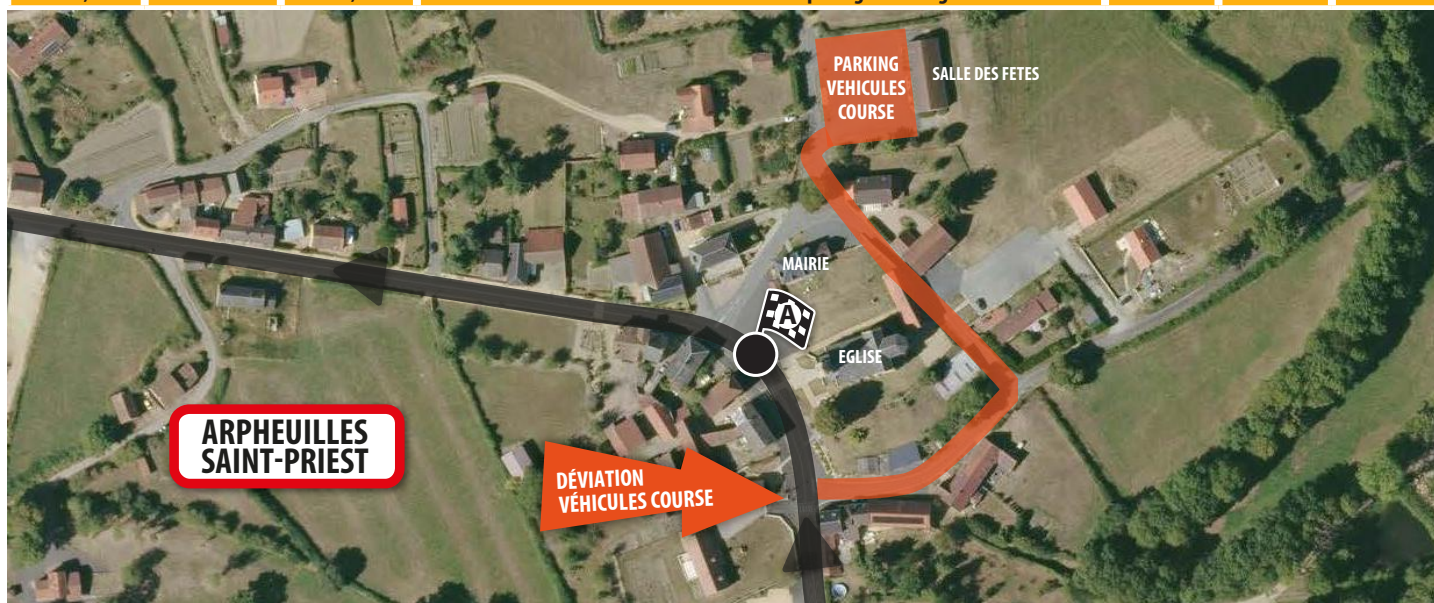 PARKING
VEHICULES
COURSE
SALLE DES FETES
MAIRIE
A
EGLISE
ARPHEUILLES
SAINT-PRIEST
DÉVIATION
VÉHICULES COURSE